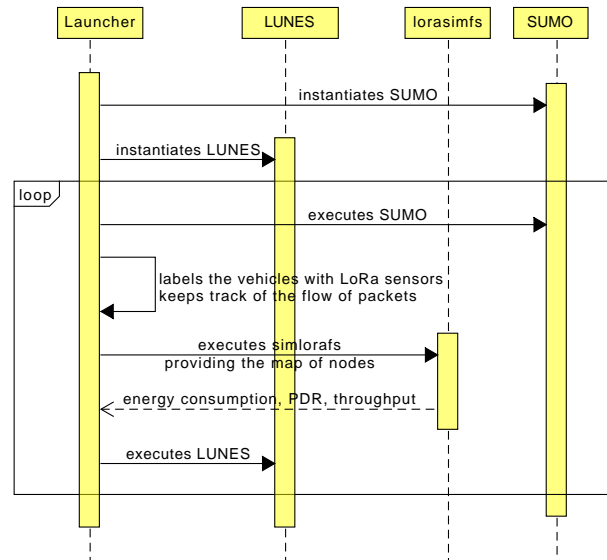 Launcher
LUNES
lorasimfs
SUMO
instantiates SUMO
instantiates LUNES
loop
executes SUMO
labels the vehicles with LoRa sensors
keeps track of the flow of packets
executes simlorafs
providing the map of nodes
energy consumption, PDR, throughput
executes LUNES